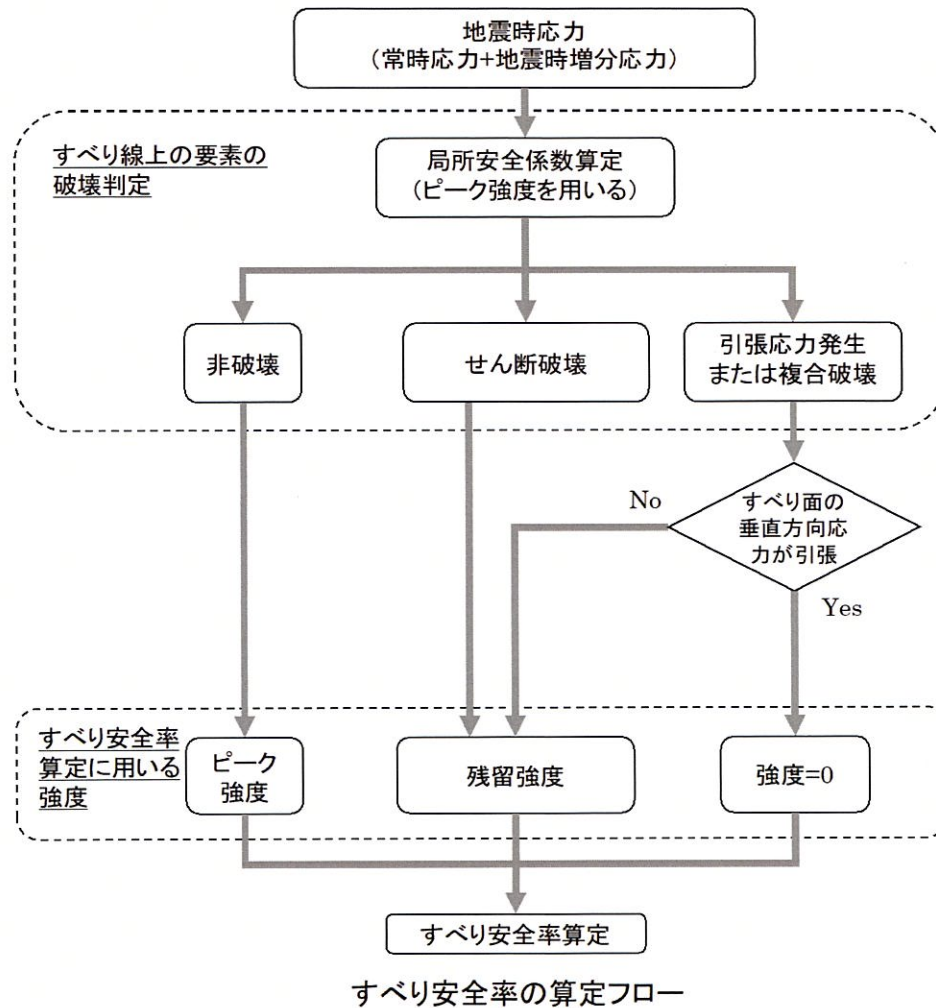 地震時応力
(常時応力+地震時増分応力)
すべり線上の要素の
破壊判定
局所安全係数算定
(ピーク強度を用いる)
非破壊
せん断破壊
引張応力発生
または複合破壊
No
すべり面の
垂直方向応
力が引張
Yes
すべり安全率
算定に用いる
強度
ピーク
強度
残留強度
強度=0
すべり安全率算定
すべり安全率の算定フロー